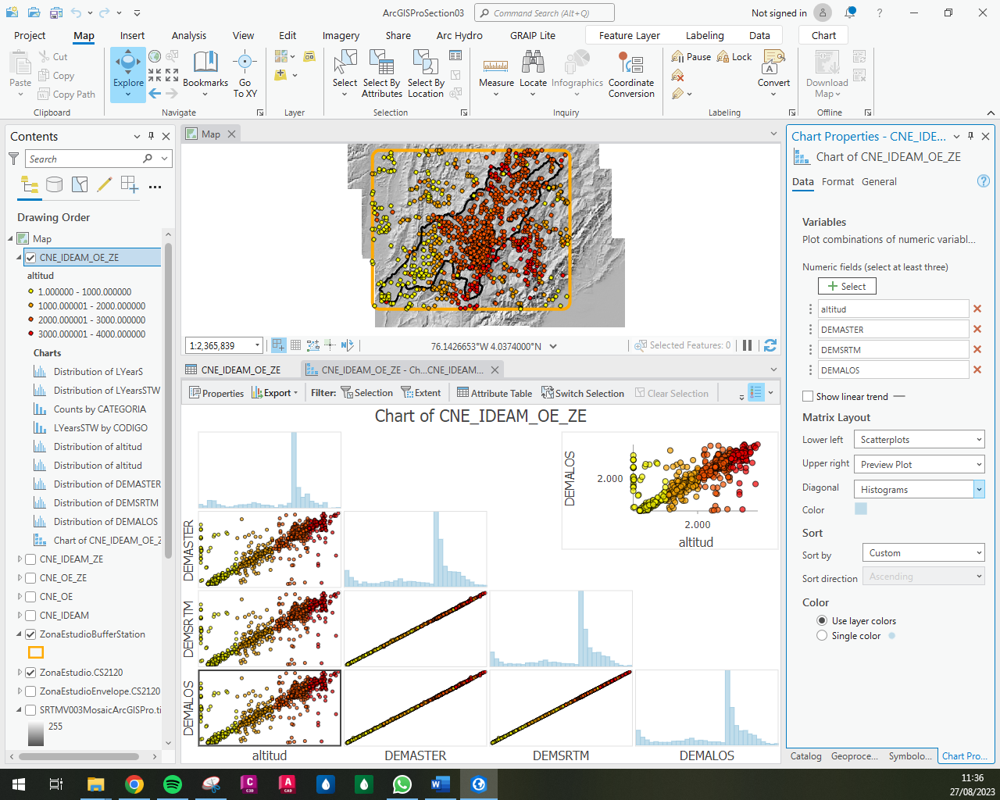 ArcGISProSection03
Command Search (Alt+Q)
Not signed in
?
Project
Map
Insert
Analysis
View
Edit
Imagery
Share
Arc Hydro
GRAIP Lite
Feature Layer
Labeling
Data
Chart
Paste
Cut
Copy
Copy Path
Clipboard
Explore
Bookmarks
Go To XY
Navigate
Layer
Select
Select By Attributes
Select By Location
Selection
Measure
Locate
Infographics
Coordinate Conversion
Inquiry
Pause
Lock
Convert
Labeling
Download Map
Offline
Contents
Search
Drawing Order
Map
CNE_IDEAM_OE_ZE
altitud
1.000000 - 1000.000000
1000.000001 - 2000.000000
2000.000001 - 3000.000000
3000.000001 - 4000.000000
Charts
Distribution of LYearS
Distribution of LYearsSTW
Counts by CATEGORIA
LYearsSTW by CODIGO
Distribution of altitud
Distribution of altitud
Distribution of DEMASTER
Distribution of DEMSRTM
Distribution of DEMALOS
Chart of CNE_IDEAM_OE_Z
CNE_IDEAM_ZE
CNE_OE_ZE
CNE_OE
CNE_IDEAM
ZonaEstudioBufferStation
ZonaEstudio.CS2120
ZonaEstudioEnvelope.CS2120
SRTMV003MosaicArcGISPro.ti
255
Map
1:2,365,839
76.1426653°W 4.0374000°N
Selected Features: 0
CNE_IDEAM_OE_ZE
CNE_IDEAM_OE_ZE - Ch...CNE_IDEAM...
Properties
Export
Filter:
Selection
Extent
Attribute Table
Switch Selection
Clear Selection
Chart of CNE_IDEAM_OE_ZE
DEMALOS
2.000
2.000
altitud
DEMASTER
DEMSRTM
DEMALOS
altitud
DEMASTER
DEMSRTM
DEMALOS
Chart Properties - CNE_IDE...
Chart of CNE_IDEAM_OE_ZE
Data
Format
General
?
Variables
Plot combinations of numeric variabl...
Numeric fields (select at least three)
Select
altitud
DEMASTER
DEMSRTM
DEMALOS
Show linear trend
Matrix Layout
Lower left
Scatterplots
Upper right
Preview Plot
Diagonal
Histograms
Color
Sort
Sort by
Custom
Sort direction
Ascending
Color
Use layer colors
Single color
Catalog
Geoproce...
Symbolo...
Chart Pro...
11:36
27/08/2023